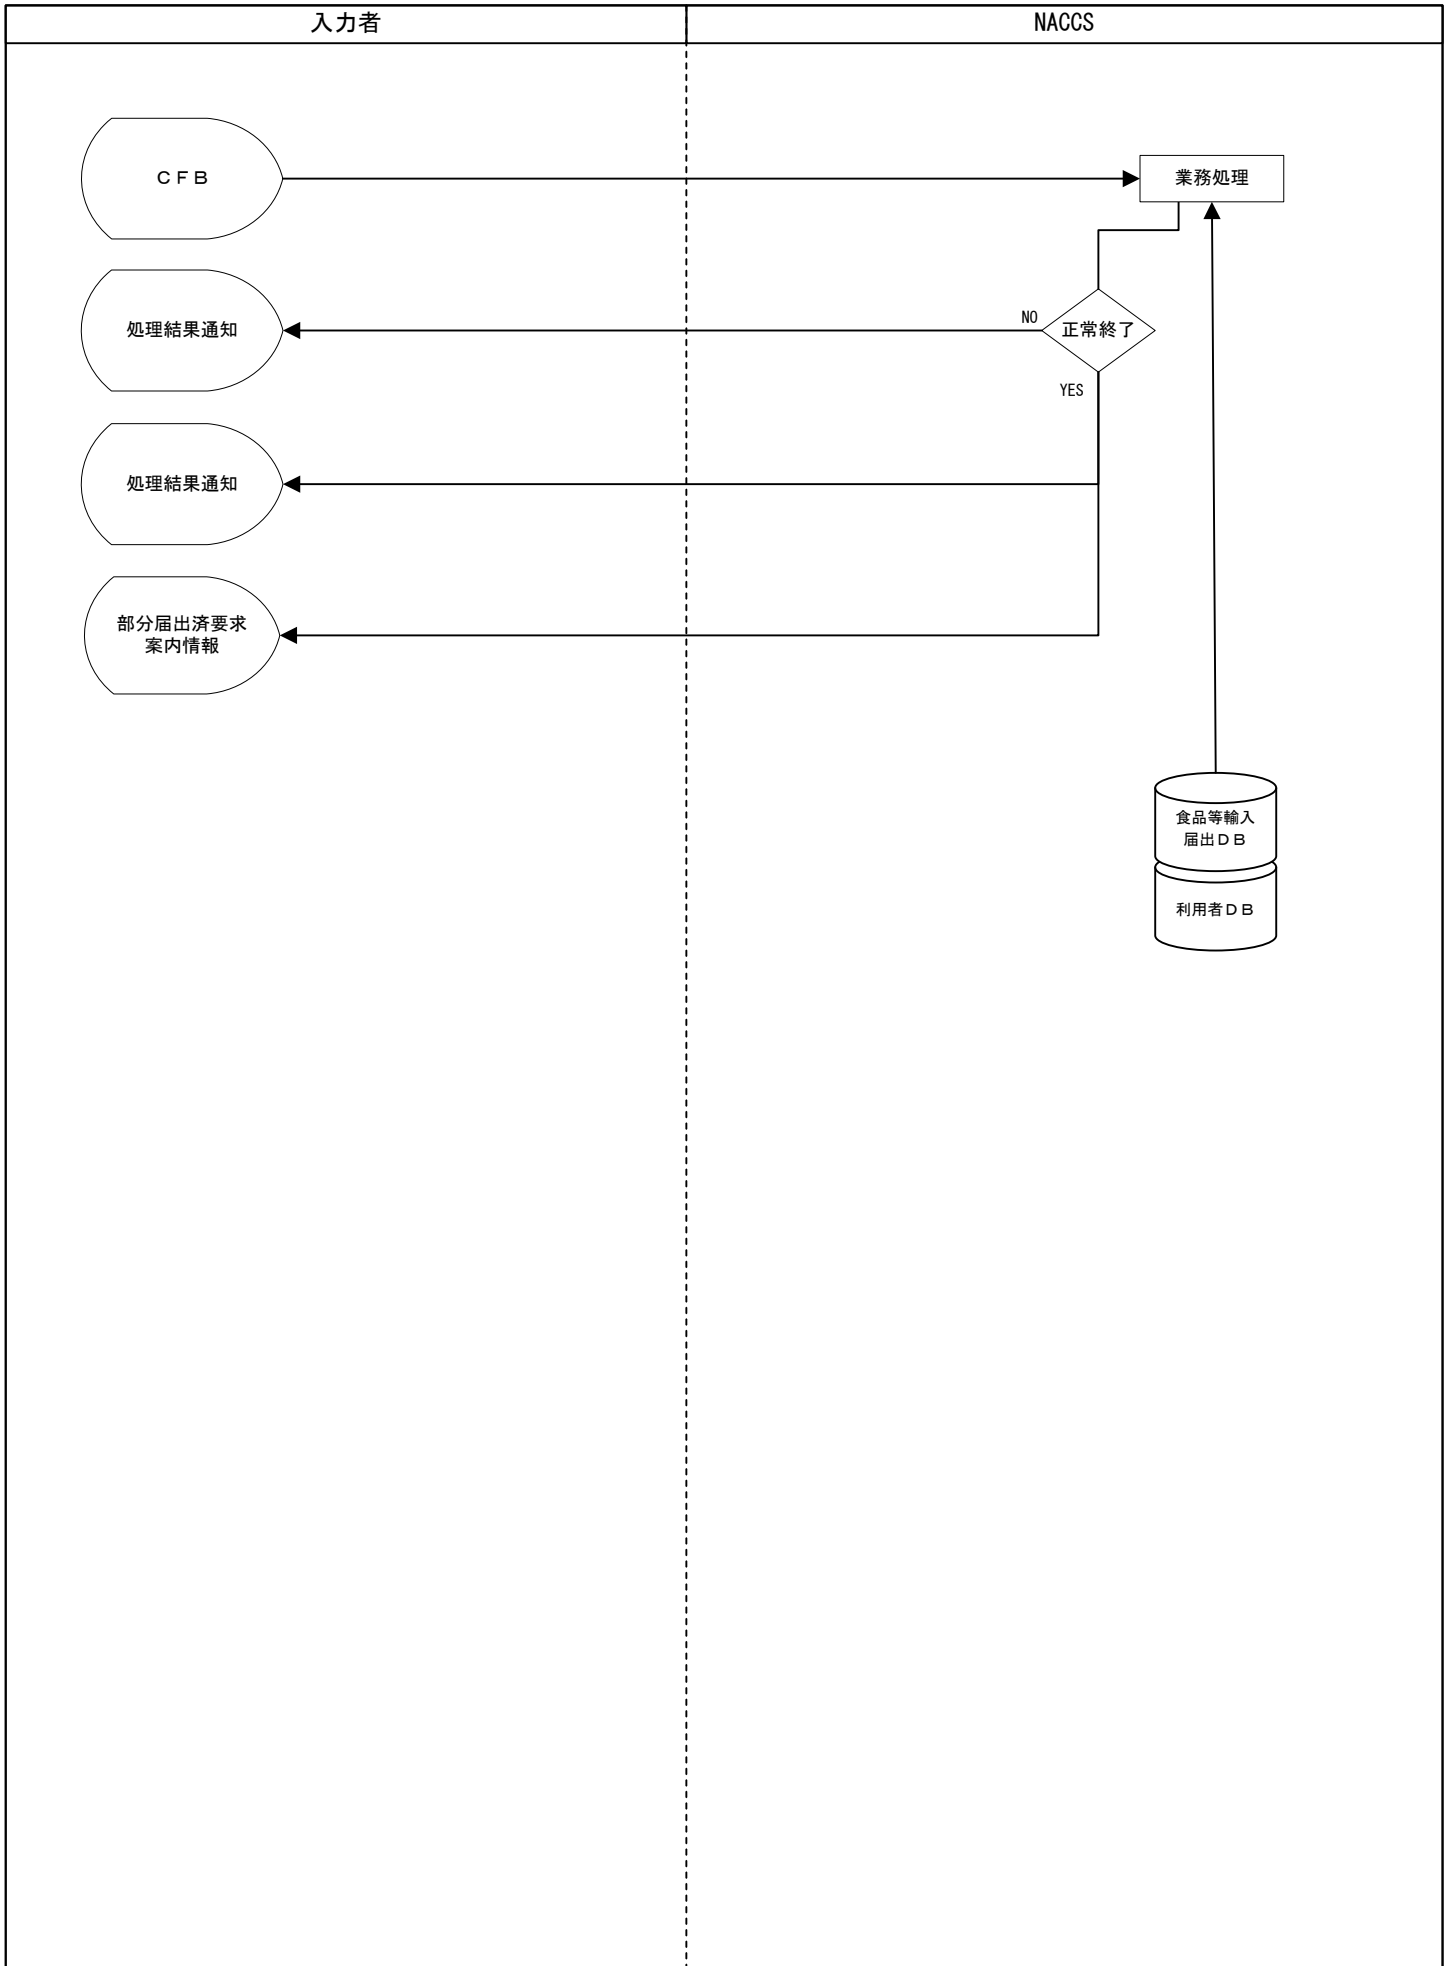 入力者
NACCS
ＣＦＢ
業務処理
処理結果通知
NO
正常終了
YES
処理結果通知
部分届出済要求
案内情報
食品等輸入
届出ＤＢ
利用者ＤＢ